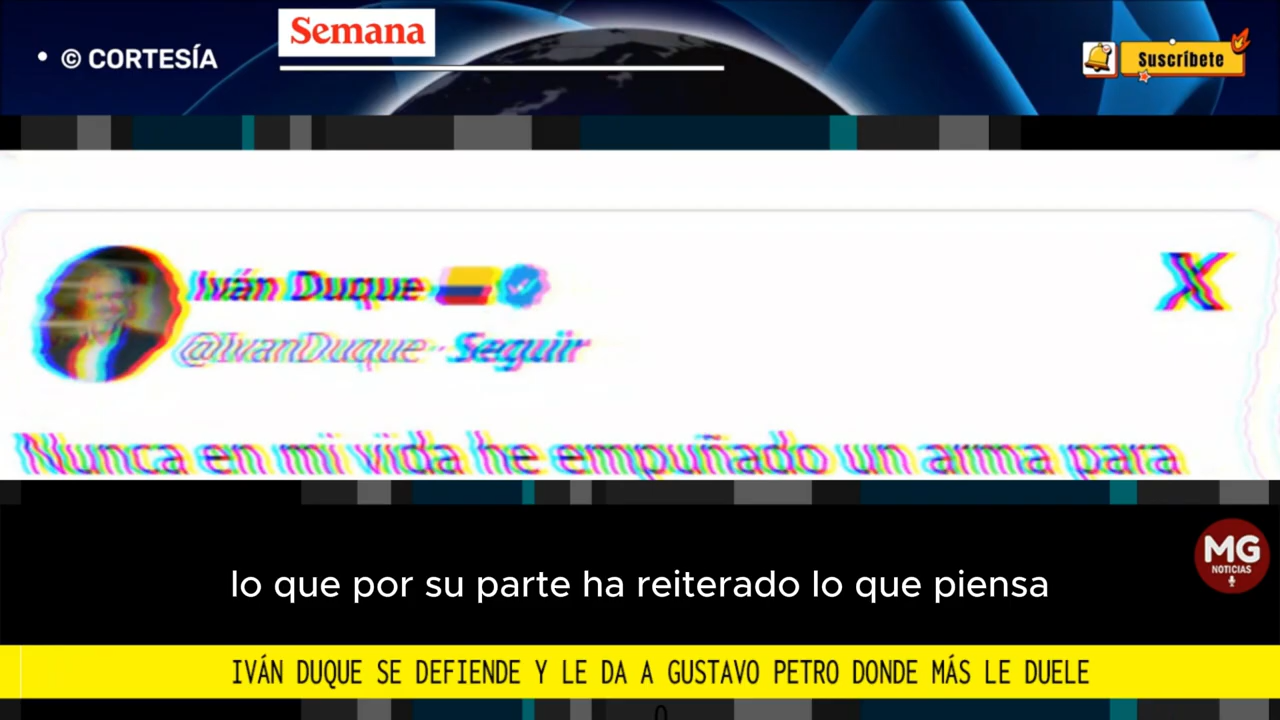 Semana
• © CORTESÍA
Suscríbete
Iván Duque
@IvanDuque · Seguir
X
Nunca en mi vida he empuñado un arma para
MG
NOTICIAS
lo que por su parte ha reiterado lo que piensa
IVÁN DUQUE SE DEFIENDE Y LE DA A GUSTAVO PETRO DONDE MÁS LE DUELE